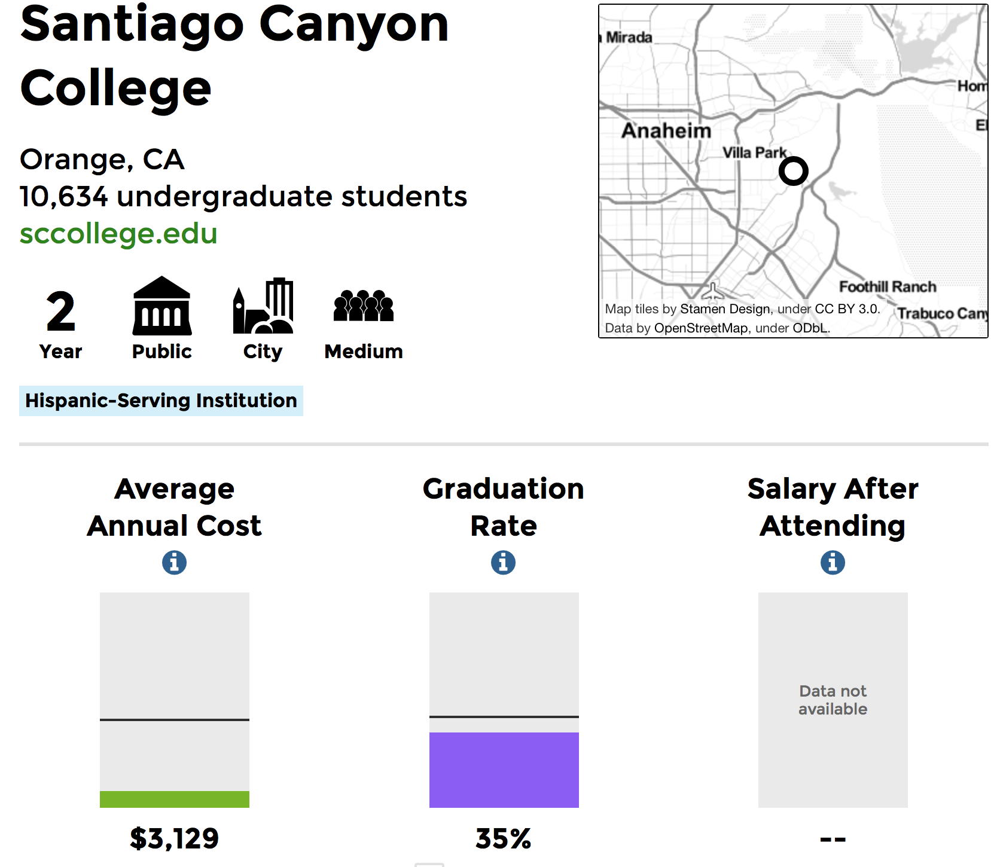 Santiago Canyon
College
Orange, CA
10,634 undergraduate students
sccollege.edu
2
Year
Public
City
Medium
Hispanic-Serving Institution
Mirada
Hom
Anaheim
El
Villa Park
Foothill Ranch
Trabuco Cany
Map tiles by Stamen Design, under CC BY 3.0.
Data by OpenStreetMap, under ODbL.
Average
Annual Cost
i
$3,129
Graduation
Rate
i
35%
Salary After
Attending
i
Data not
available
--